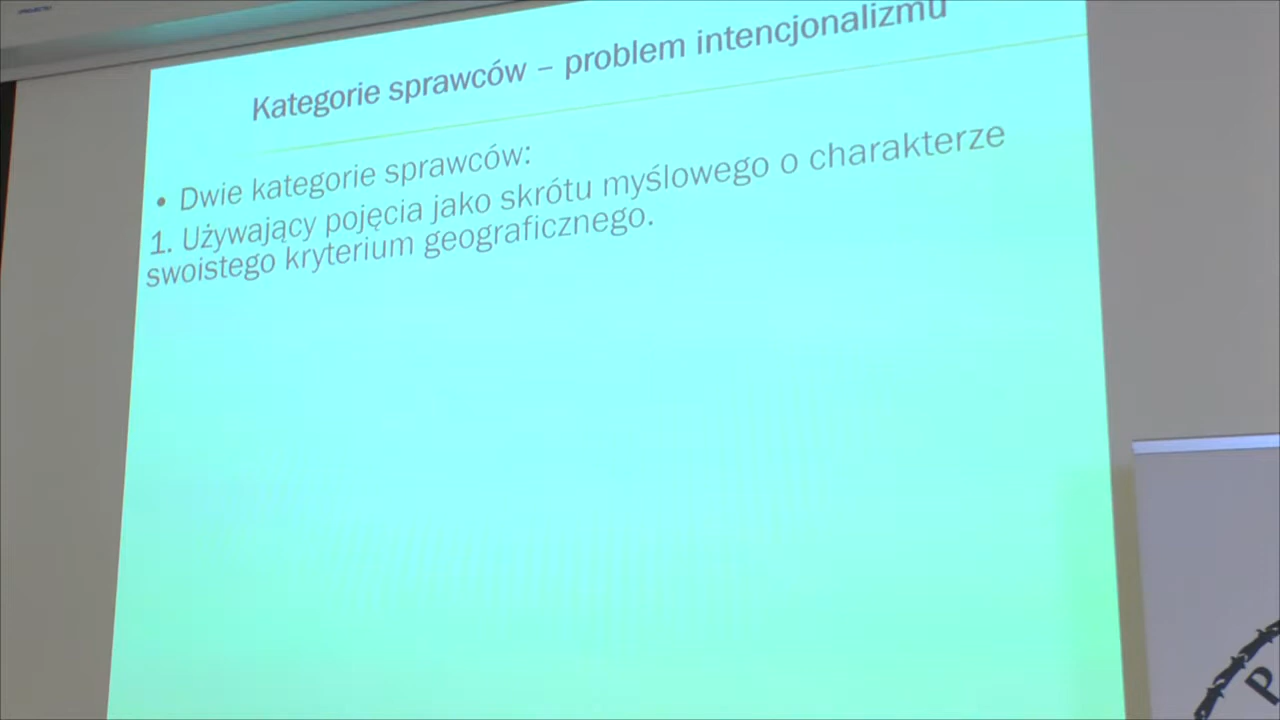 Kategorie sprawców – problem intencjonalizmu
• Dwie kategorie sprawców:
1. Używający pojęcia jako skrótu myślowego o charakterze
swoistego kryterium geograficznego.
P